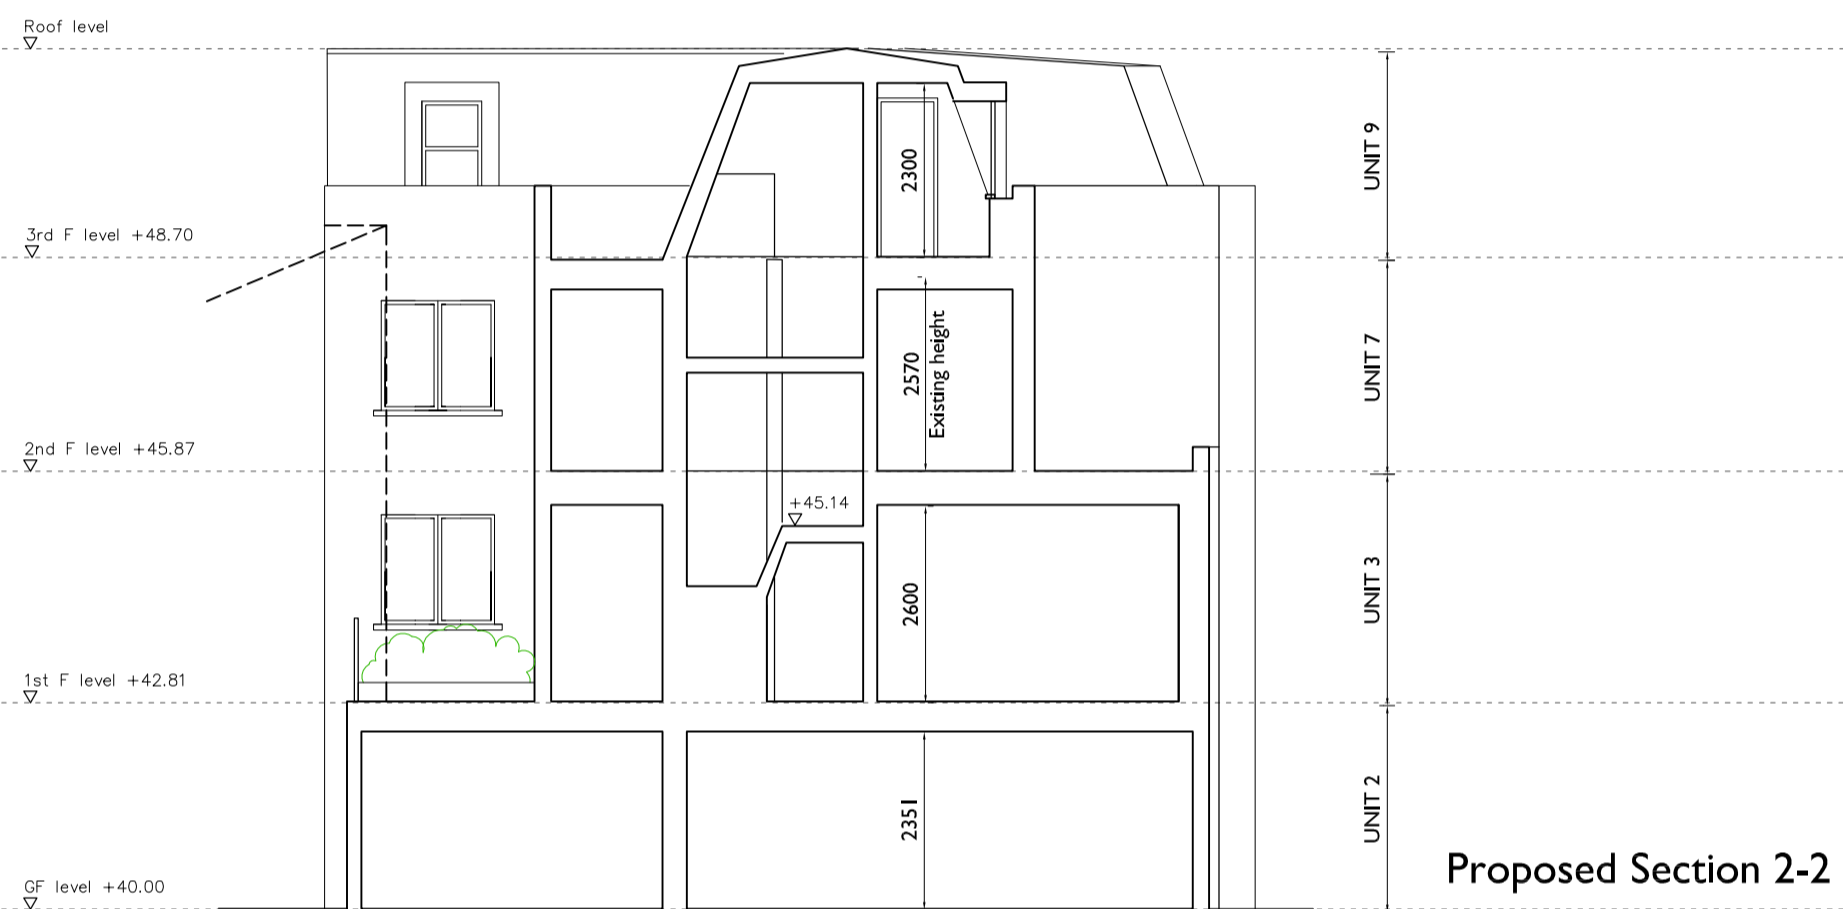 Roof level
UNIT 9
2300
3rd F level +48.70
UNIT 7
2570
Existing height
2nd F level +45.87
+45.14
UNIT 3
2600
1st F level +42.81
UNIT 2
2351
GF level +40.00
Proposed Section 2-2